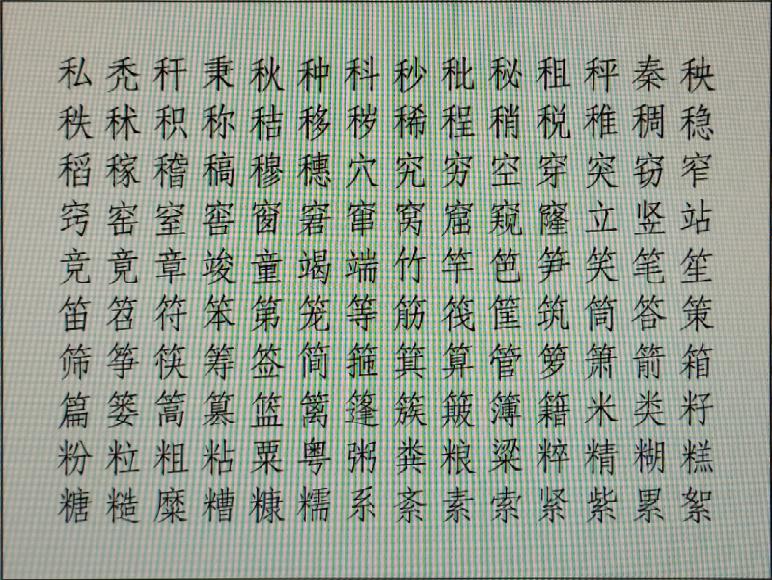 私秃秆秉秋种科秒秕秘租秤秦秧
秩秫积称秸移秽稀程稍税稚稠稳
稻稼稽稿穆穗穴究穷空穿突窃窄
窍窑窒窖窗窘窜窝窟窥窿立竖站
竞竟章竣童竭端竹竿笆笋笑笔笙
笛笤符笨第笼等筋筏筐筑筒答策
筛筝筷筹签简箍箕算管箩箫箭箱
篇篓篙篡篮篱篷簇簸簿籍米类籽
粉粒粗粘粟粤粥粪粮粱粹精糊糕
糖糙糜糟糠糯系紊素索紧紫累絮